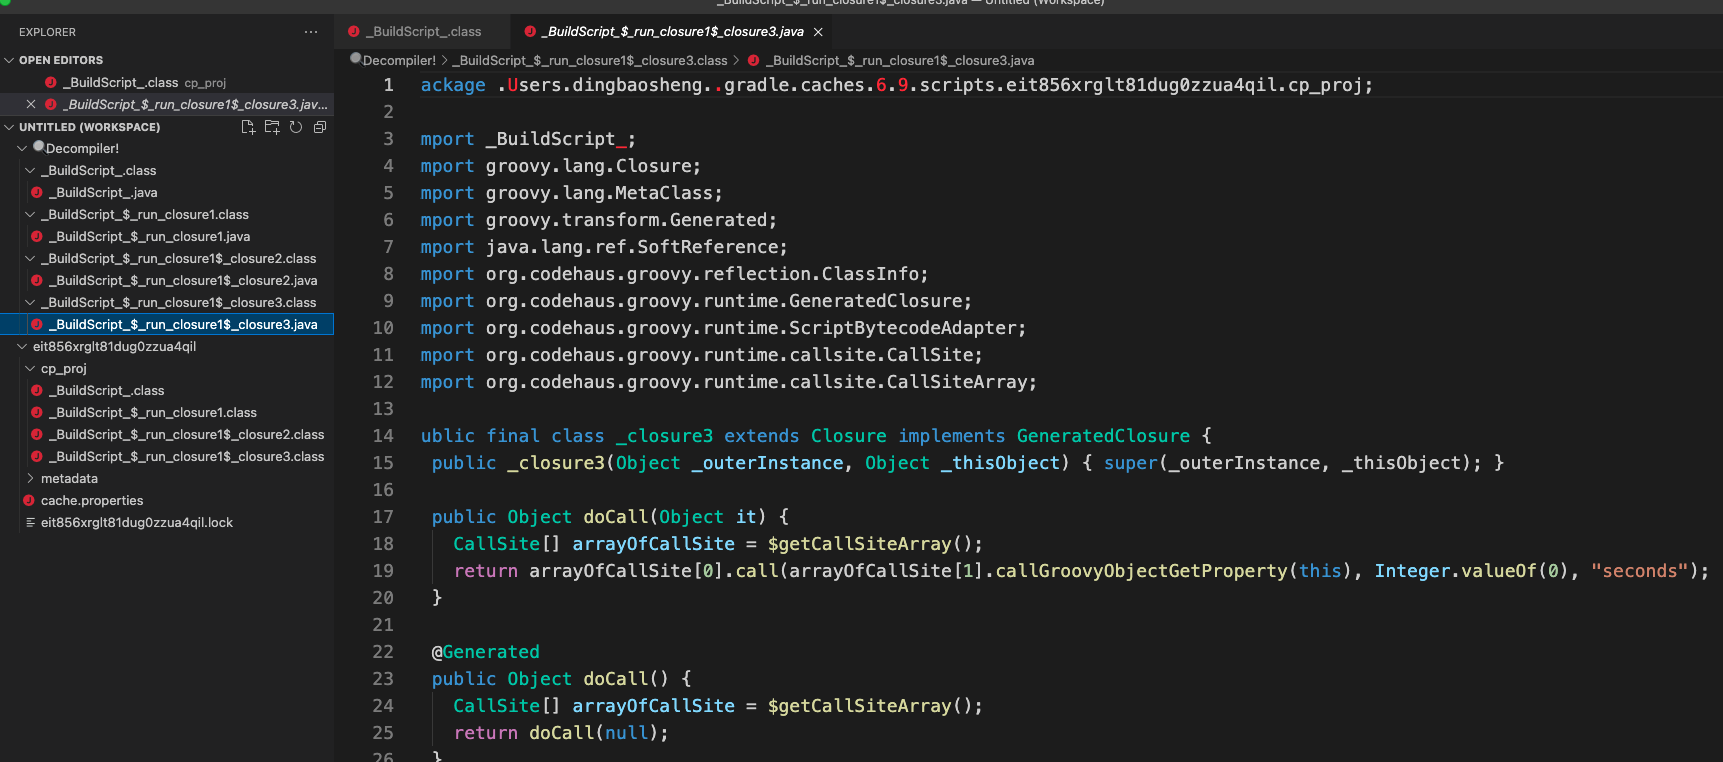 _BuildScript_$_run_closure1$_closure3.java — Untitled (Workspace)
EXPLORER
OPEN EDITORS
_BuildScript_.class cp_proj
_BuildScript_$_run_closure1$_closure3.jav...
UNTITLED (WORKSPACE)
Decompiler!
_BuildScript_.class
_BuildScript_.java
_BuildScript_$_run_closure1.class
_BuildScript_$_run_closure1.java
_BuildScript_$_run_closure1$_closure2.class
_BuildScript_$_run_closure1$_closure2.java
_BuildScript_$_run_closure1$_closure3.class
_BuildScript_$_run_closure1$_closure3.java
eit856xrglt81dug0zzua4qil
cp_proj
_BuildScript_.class
_BuildScript_$_run_closure1.class
_BuildScript_$_run_closure1$_closure2.class
_BuildScript_$_run_closure1$_closure3.class
metadata
cache.properties
eit856xrglt81dug0zzua4qil.lock
_BuildScript_.class
_BuildScript_$_run_closure1$_closure3.java
Decompiler! > _BuildScript_$_run_closure1$_closure3.class > _BuildScript_$_run_closure1$_closure3.java
1 ackage .Users.dingbaosheng..gradle.caches.6.9.scripts.eit856xrglt81dug0zzua4qil.cp_proj;
2
3 mport _BuildScript_;
4 mport groovy.lang.Closure;
5 mport groovy.lang.MetaClass;
6 mport groovy.transform.Generated;
7 mport java.lang.ref.SoftReference;
8 mport org.codehaus.groovy.reflection.ClassInfo;
9 mport org.codehaus.groovy.runtime.GeneratedClosure;
10 mport org.codehaus.groovy.runtime.ScriptBytecodeAdapter;
11 mport org.codehaus.groovy.runtime.callsite.CallSite;
12 mport org.codehaus.groovy.runtime.callsite.CallSiteArray;
13
14 ublic final class _closure3 extends Closure implements GeneratedClosure {
15 public _closure3(Object _outerInstance, Object _thisObject) { super(_outerInstance, _thisObject); }
16
17 public Object doCall(Object it) {
18 CallSite[] arrayOfCallSite = $getCallSiteArray();
19 return arrayOfCallSite[0].call(arrayOfCallSite[1].callGroovyObjectGetProperty(this), Integer.valueOf(0), "seconds");
20 }
21
22 @Generated
23 public Object doCall() {
24 CallSite[] arrayOfCallSite = $getCallSiteArray();
25 return doCall(null);
26 }